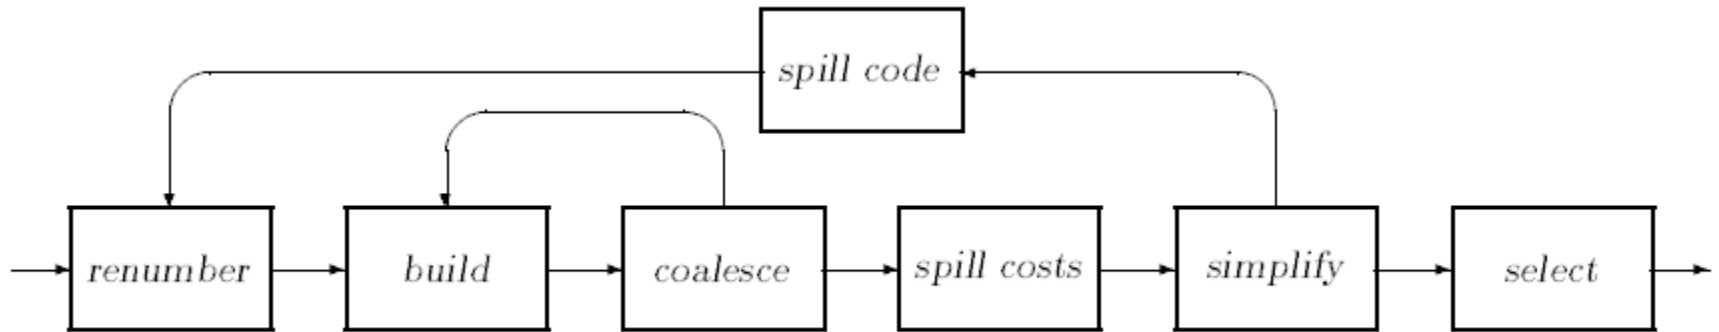 spill code
renumber
build
coalesce
spill costs
simplify
select